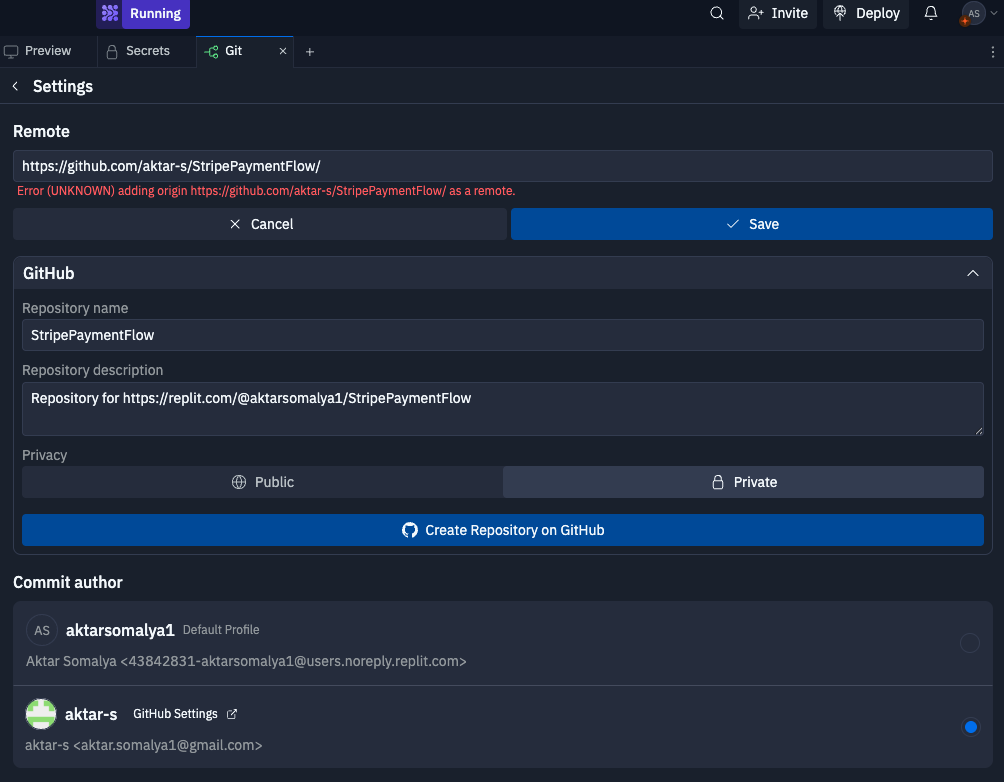 Running
Invite
Deploy
AS
Preview
Secrets
Git
Settings
Remote
https://github.com/aktar-s/StripePaymentFlow/
Error (UNKNOWN) adding origin https://github.com/aktar-s/StripePaymentFlow/ as a remote.
Cancel
Save
GitHub
Repository name
StripePaymentFlow
Repository description
Repository for https://replit.com/@aktarsomalya1/StripePaymentFlow
Privacy
Public
Private
Create Repository on GitHub
Commit author
AS
aktarsomalya1 Default Profile
Aktar Somalya <43842831-aktarsomalya1@users.noreply.replit.com>
aktar-s GitHub Settings
aktar-s <aktar.somalya1@gmail.com>